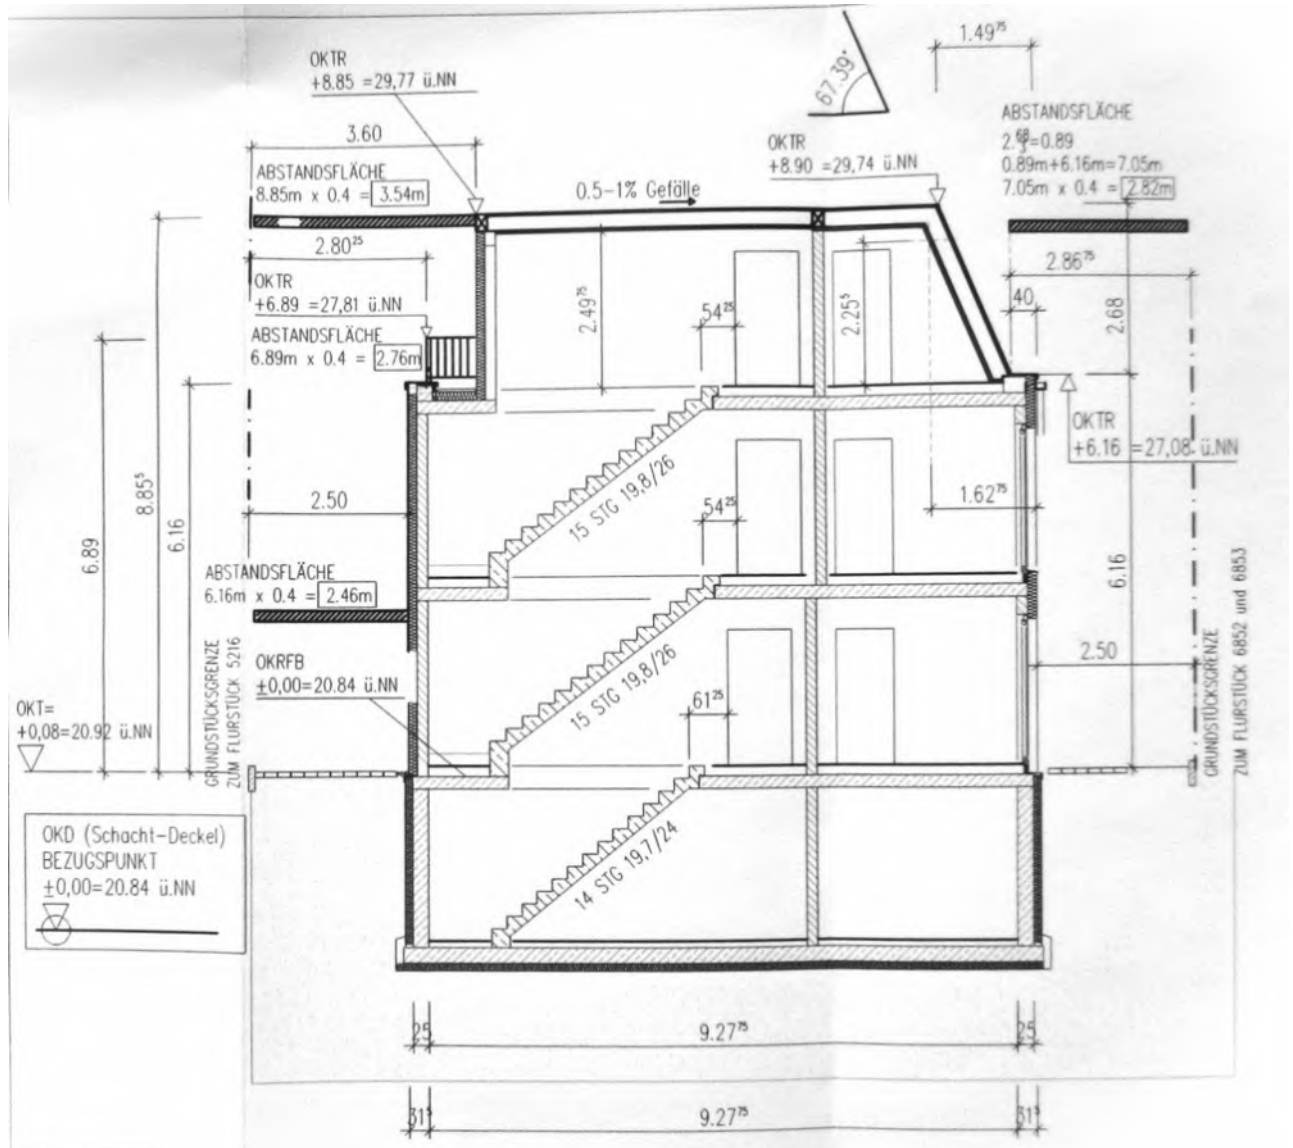 1.49⁷⁵
OKTR
+8.85 =29,77 ü.NN
67.39°
3.60
ABSTANDSFLÄCHE
2.⁶⁸/₃=0.89
0.89m+6.16m=7.05m
7.05m x 0.4 = 2.82m
OKTR
+8.90 =29,74 ü.NN
ABSTANDSFLÄCHE
8.85m x 0.4 = 3.54m
0.5-1% Gefälle
2.80²⁵
2.86⁷⁵
OKTR
+6.89 =27,81 ü.NN
40
2.49⁷⁵
54²⁵
2.25⁵
2.68
ABSTANDSFLÄCHE
6.89m x 0.4 = 2.76m
OKTR
+6.16 =27,08 ü.NN
8.85⁵
15 STG 19,8/26
54²⁵
1.62⁷⁵
2.50
6.89
6.16
6.16
ABSTANDSFLÄCHE
6.16m x 0.4 = 2.46m
GRUNDSTÜCKSGRENZE
ZUM FLURSTÜCK 5216
OKRFB
±0,00=20.84 ü.NN
15 STG 19,8/26
61²⁵
2.50
GRUNDSTÜCKSGRENZE
ZUM FLURSTÜCK 6852 und 6853
OKT=
+0,08=20.92 ü.NN
OKD (Schacht-Deckel)
BEZUGSPUNKT
±0,00=20.84 ü.NN
14 STG 19,7/24
25
9.27⁷⁵
25
31⁵
9.27⁷⁵
31⁵